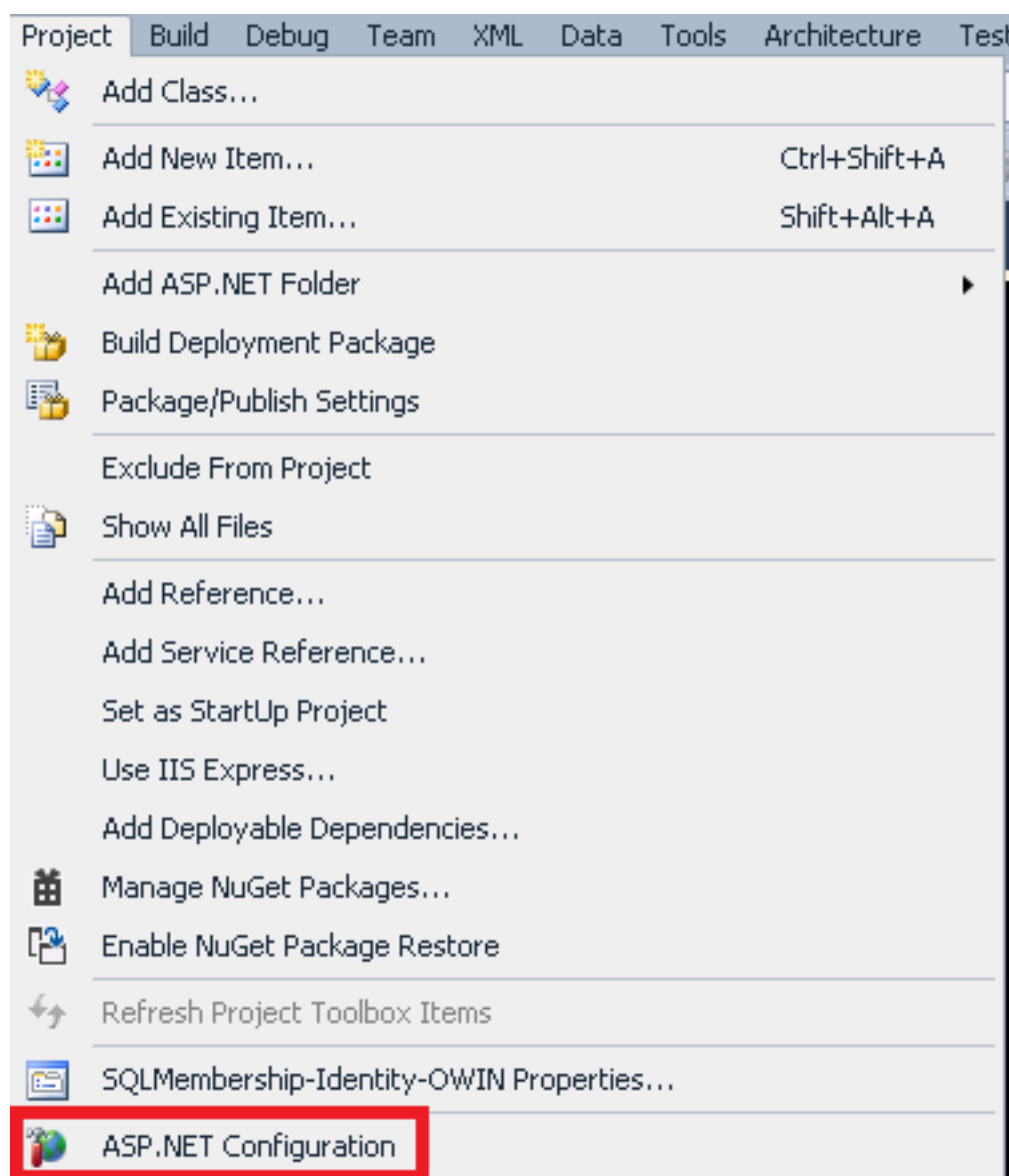 Project Build Debug Team XML Data Tools Architecture Test
Add Class...
Add New Item... Ctrl+Shift+A
Add Existing Item... Shift+Alt+A
Add ASP.NET Folder
Build Deployment Package
Package/Publish Settings
Exclude From Project
Show All Files
Add Reference...
Add Service Reference...
Set as StartUp Project
Use IIS Express...
Add Deployable Dependencies...
Manage NuGet Packages...
Enable NuGet Package Restore
Refresh Project Toolbox Items
SQLMembership-Identity-OWIN Properties...
ASP.NET Configuration